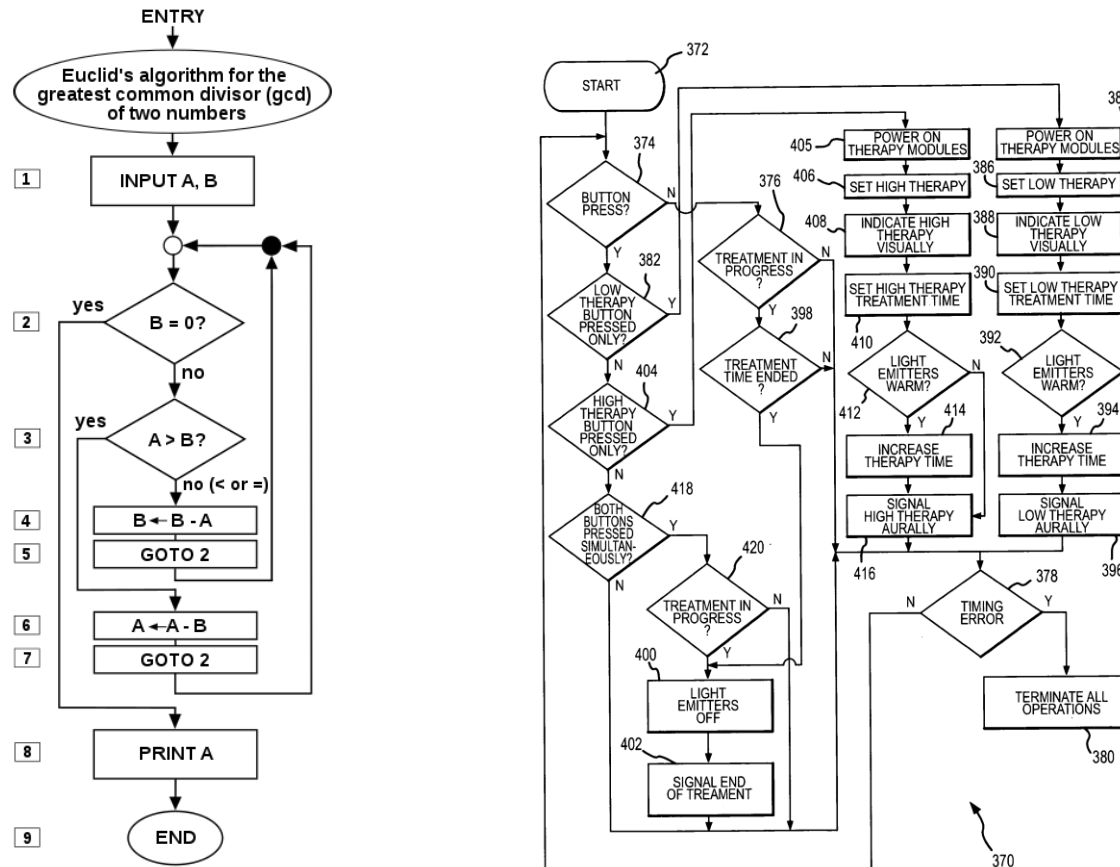 ENTRY
Euclid's algorithm for the
greatest common divisor (gcd)
of two numbers
1
INPUT A, B
2
yes
B = 0?
no
3
yes
A > B?
no (< or =)
4
B ← B - A
5
GOTO 2
6
A ← A - B
7
GOTO 2
8
PRINT A
9
END
372
START
374
BUTTON
PRESS?
N
Y
376
TREATMENT IN
PROGRESS
?
N
Y
382
LOW
THERAPY
BUTTON
PRESSED
ONLY?
Y
N
398
TREATMENT
TIME ENDED
?
N
Y
404
HIGH
THERAPY
BUTTON
PRESSED
ONLY?
Y
N
418
BOTH
BUTTONS
PRESSED
SIMULTAN-
EOUSLY?
Y
N
420
TREATMENT IN
PROGRESS
?
N
Y
400
LIGHT
EMITTERS
OFF
402
SIGNAL END
OF TREAMENT
405
POWER ON
THERAPY MODULES
406
SET HIGH THERAPY
408
INDICATE HIGH
THERAPY
VISUALLY
SET HIGH THERAPY
TREATMENT TIME
410
LIGHT
EMITTERS
WARM?
N
412
Y
414
INCREASE
THERAPY TIME
SIGNAL
HIGH THERAPY
AURALLY
416
38
POWER ON
THERAPY MODULES
386
SET LOW THERAPY
388
INDICATE LOW
THERAPY
VISUALLY
390
SET LOW THERAPY
TREATMENT TIME
392
LIGHT
EMITTERS
WARM?
Y
394
INCREASE
THERAPY TIME
SIGNAL
LOW THERAPY
AURALLY
396
378
TIMING
ERROR
N
Y
TERMINATE ALL
OPERATIONS
380
370